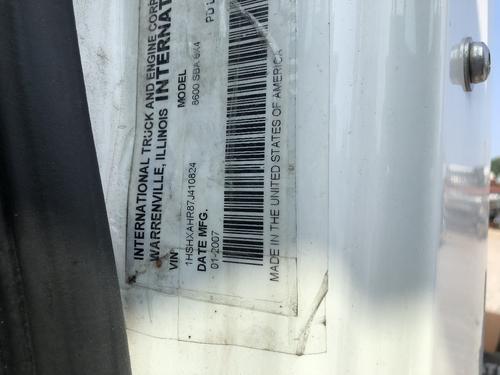 INTERNATIONAL TRUCK AND ENGINE CORP
WARRENVILLE, ILLINOIS INTERNAT
VIN MODEL
1HSHXAHR87J410824 8600 SBA 6X4
DATE MFG.
01-2007
MADE IN THE UNITED STATES OF AMERICA